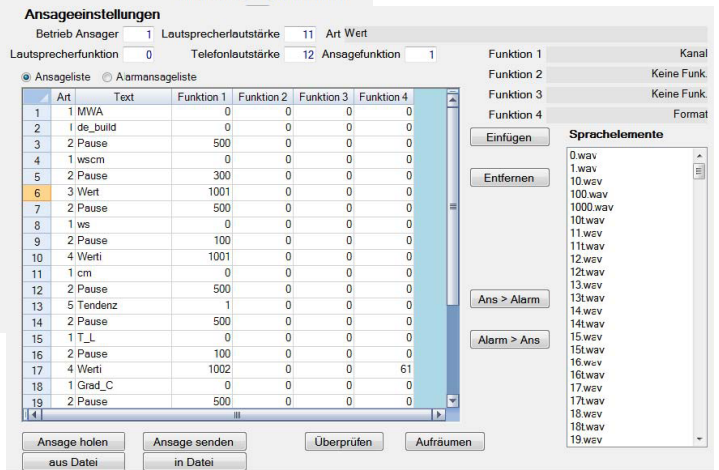 Ansageeinstellungen
Betrieb Ansager 1 Lautsprecherlautstärke 11 Art Wert
Lautsprecherfunktion 0 Telefonlautstärke 12 Ansagefunktion 1
Funktion 1 Kanal
Funktion 2 Keine Funk.
Funktion 3 Keine Funk.
Funktion 4 Format
Ansageliste Alarmansageliste
Art Text Funktion 1 Funktion 2 Funktion 3 Funktion 4
1 1 MWA 0 0 0 0
2 I de_build 0 0 0 0
3 2 Pause 500 0 0 0
4 1 wscm 0 0 0 0
5 2 Pause 300 0 0 0
6 3 Wert 1001 0 0 0
7 2 Pause 500 0 0 0
8 1 ws 0 0 0 0
9 2 Pause 100 0 0 0
10 4 Werti 1001 0 0 0
11 1 cm 0 0 0 0
12 2 Pause 500 0 0 0
13 5 Tendenz 1 0 0 0
14 2 Pause 500 0 0 0
15 1 T_L 0 0 0 0
16 2 Pause 100 0 0 0
17 4 Werti 1002 0 0 61
18 1 Grad_C 0 0 0 0
19 2 Pause 500 0 0 0
Einfügen
Entfernen
Ans > Alarm
Alarm > Ans
Sprachelemente
0.wav
1.wav
10.wav
100.wav
1000.wav
10t.wav
11.wav
11t.wav
12.wav
12t.wav
13.wav
13t.wav
14.wav
14t.wav
15.wav
15t.wav
16.wav
16t.wav
17.wav
17t.wav
18.wav
18t.wav
19.wav
Ansage holen Ansage senden Überprüfen Aufräumen
aus Datei in Datei